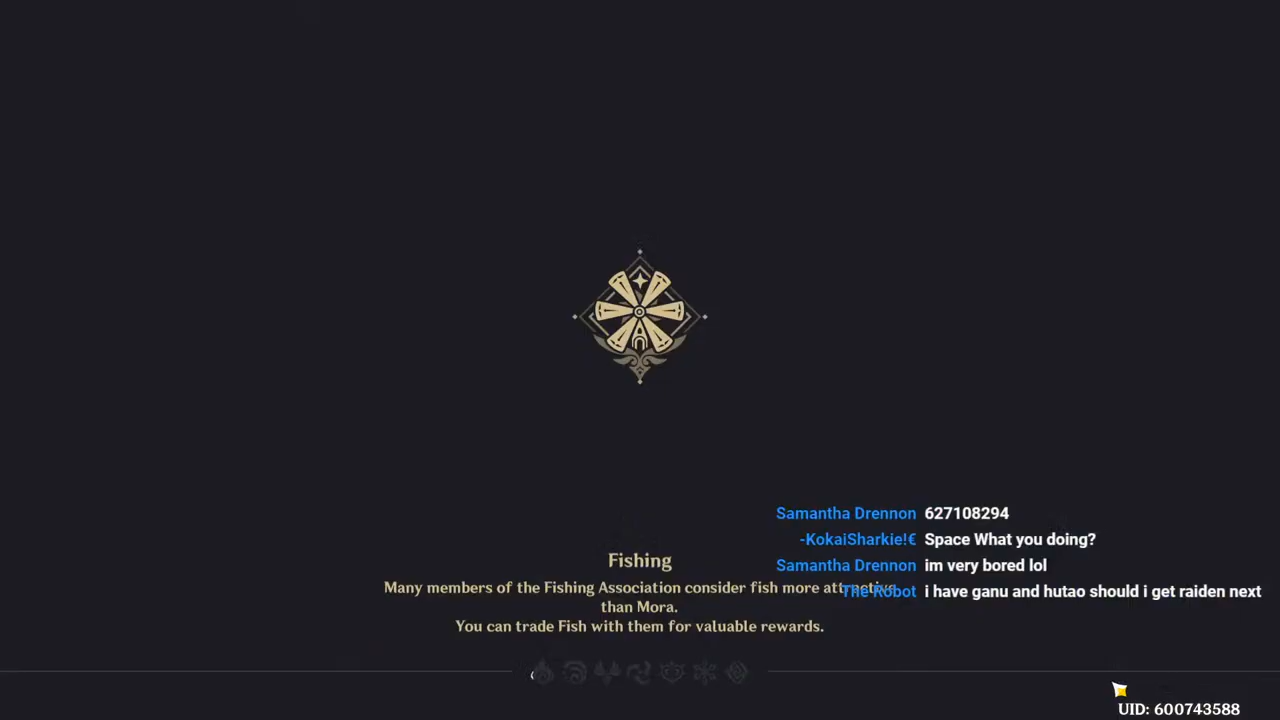 Samantha Drennon 627108294
-KokaiSharkie!€ Space What you doing?
Fishing
Samantha Drennon im very bored lol
Many members of the Fishing Association consider fish more attractive
The Robot i have ganu and hutao should i get raiden next
than Mora.
You can trade Fish with them for valuable rewards.
UID: 600743588